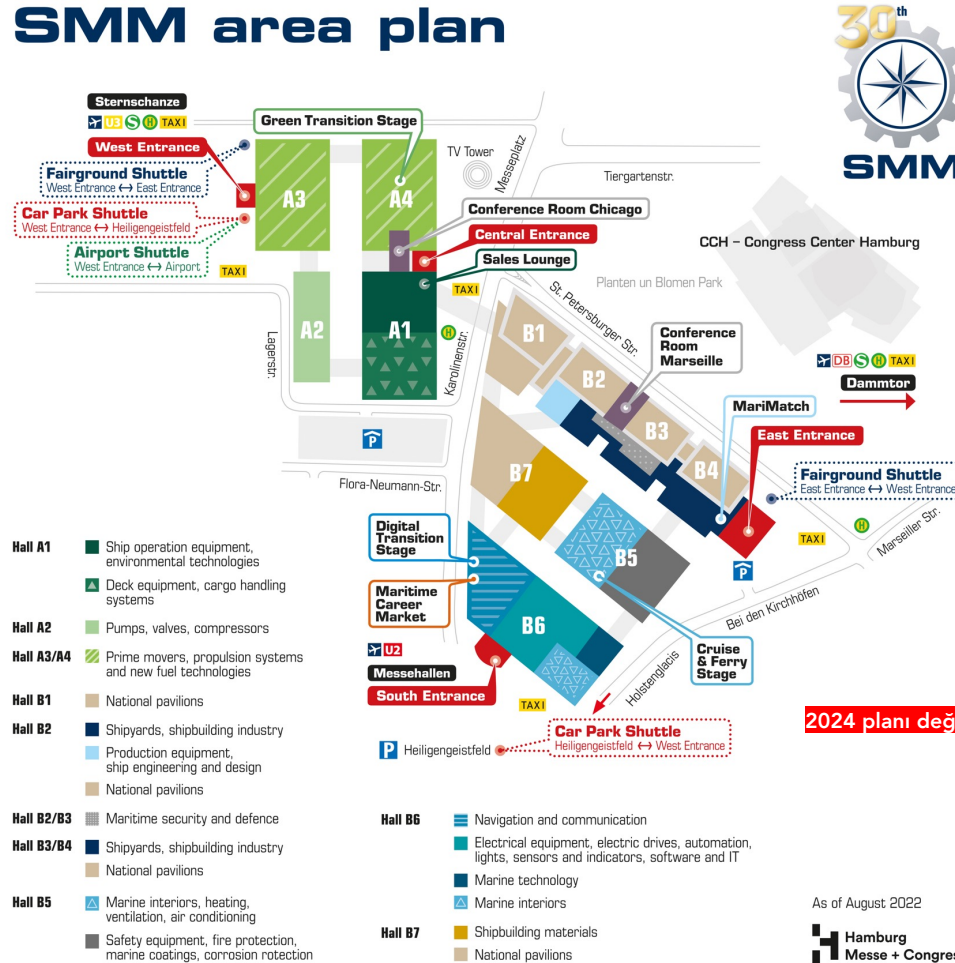 SMM area plan
30th
SMM
Sternschanze
U3 S H TAXI
West Entrance
Fairground Shuttle
West Entrance ↔ East Entrance
Car Park Shuttle
West Entrance ↔ Heiligengeistfeld
Airport Shuttle
West Entrance ↔ Airport
TAXI
Green Transition Stage
TV Tower
Messeplatz
Tiergartenstr.
A3
A4
Conference Room Chicago
Central Entrance
Sales Lounge
TAXI
CCH – Congress Center Hamburg
Planten un Blomen Park
St. Petersburger Str.
A2
A1
H
Lagerstr.
Karolinenstr.
B1
B2
Conference
Room
Marseille
DB S H TAXI
Dammtor
MariMatch
B3
East Entrance
B4
P
B7
Flora-Neumann-Str.
Fairground Shuttle
East Entrance ↔ West Entrance
H
Marseiller Str.
TAXI
P
Digital
Transition
Stage
B5
Maritime
Career
Market
Bei den Kirchhöfen
B6
U2
Messehallen
South Entrance
Cruise
& Ferry
Stage
Holstenglacis
TAXI
P Heiligengeistfeld
Car Park Shuttle
Heiligengeistfeld ↔ West Entrance
2024 planı değ
Hall A1 Ship operation equipment,
environmental technologies
Deck equipment, cargo handling
systems
Hall A2 Pumps, valves, compressors
Hall A3/A4 Prime movers, propulsion systems
and new fuel technologies
Hall B1 National pavilions
Hall B2 Shipyards, shipbuilding industry
Production equipment,
ship engineering and design
National pavilions
Hall B2/B3 Maritime security and defence
Hall B3/B4 Shipyards, shipbuilding industry
National pavilions
Hall B5 Marine interiors, heating,
ventilation, air conditioning
Safety equipment, fire protection,
marine coatings, corrosion rotection
Hall B6 Navigation and communication
Electrical equipment, electric drives, automation,
lights, sensors and indicators, software and IT
Marine technology
Marine interiors
Hall B7 Shipbuilding materials
National pavilions
As of August 2022
Hamburg
Messe + Congres